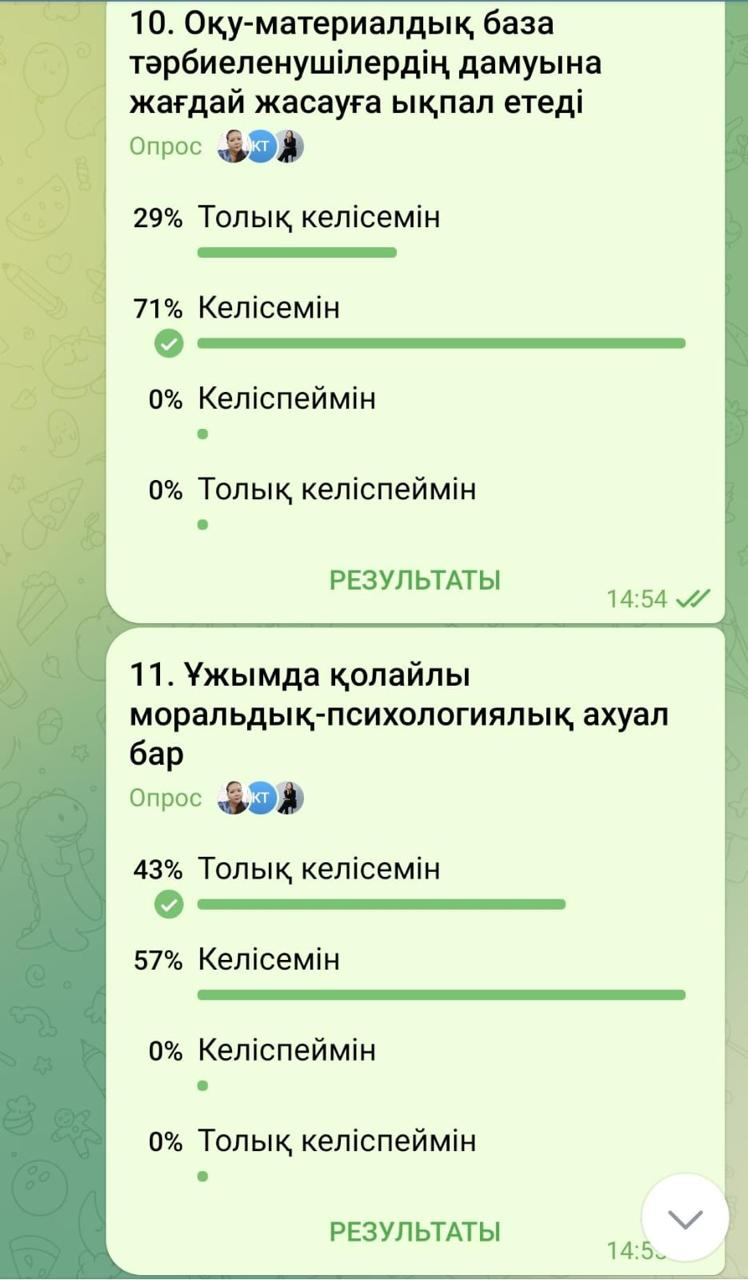 10. Оқу-материалдық база
тәрбиеленушілердің дамуына
жағдай жасауға ықпал етеді
Опрос КТ
29% Толық келісемін
71% Келісемін
0% Келіспеймін
0% Толық келіспеймін
РЕЗУЛЬТАТЫ
14:54
11. Ұжымда қолайлы
моральдық-психологиялық ахуал
бар
Опрос КТ
43% Толық келісемін
57% Келісемін
0% Келіспеймін
0% Толық келіспеймін
РЕЗУЛЬТАТЫ